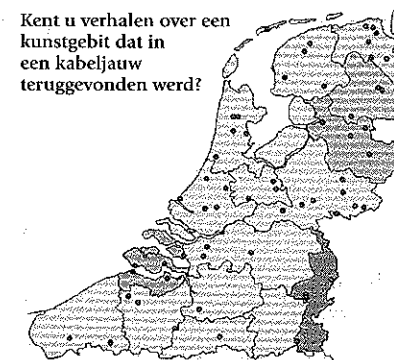 Kent u verhalen over een
kunstgebit dat in
een kabeljauw
teruggevonden werd?